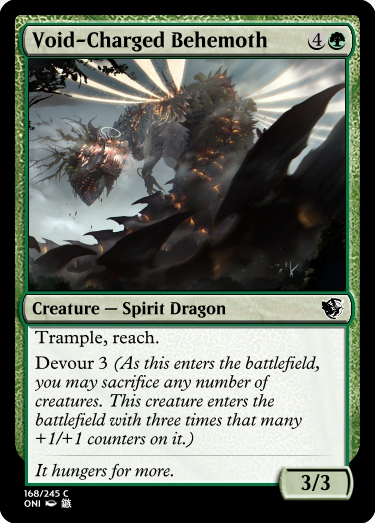 Void-Charged Behemoth 4
Creature — Spirit Dragon
Trample, reach.
Devour 3 (As this enters the battlefield,
you may sacrifice any number of
creatures. This creature enters the
battlefield with three times that many
+1/+1 counters on it.)
It hungers for more.
3/3
168/245 C
ONI